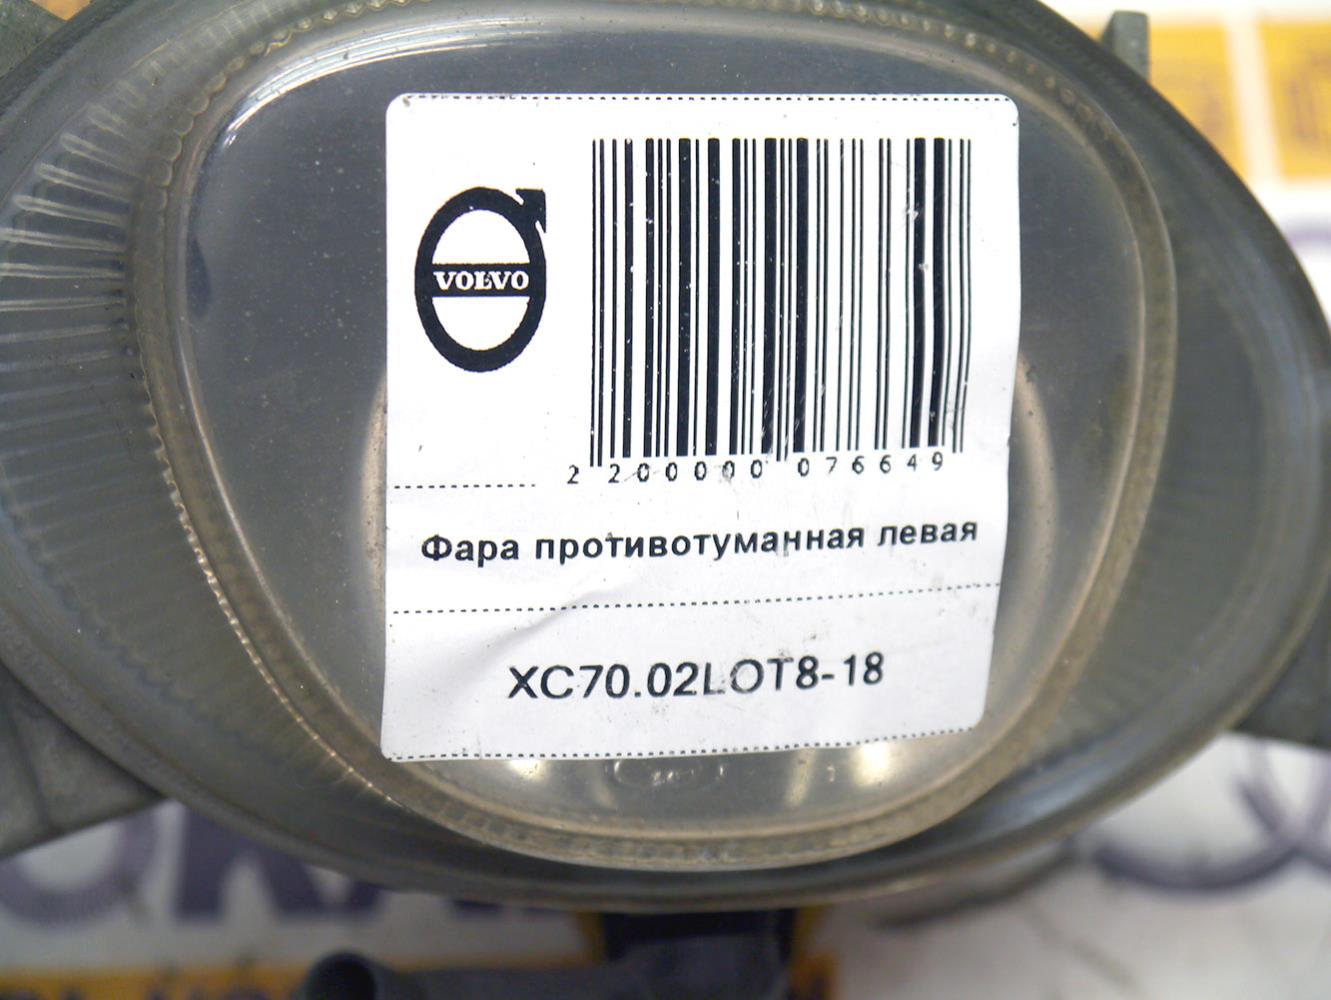 VOLVO
2 200000 076649
Фара противотуманная левая
XC70.02LOT8-18